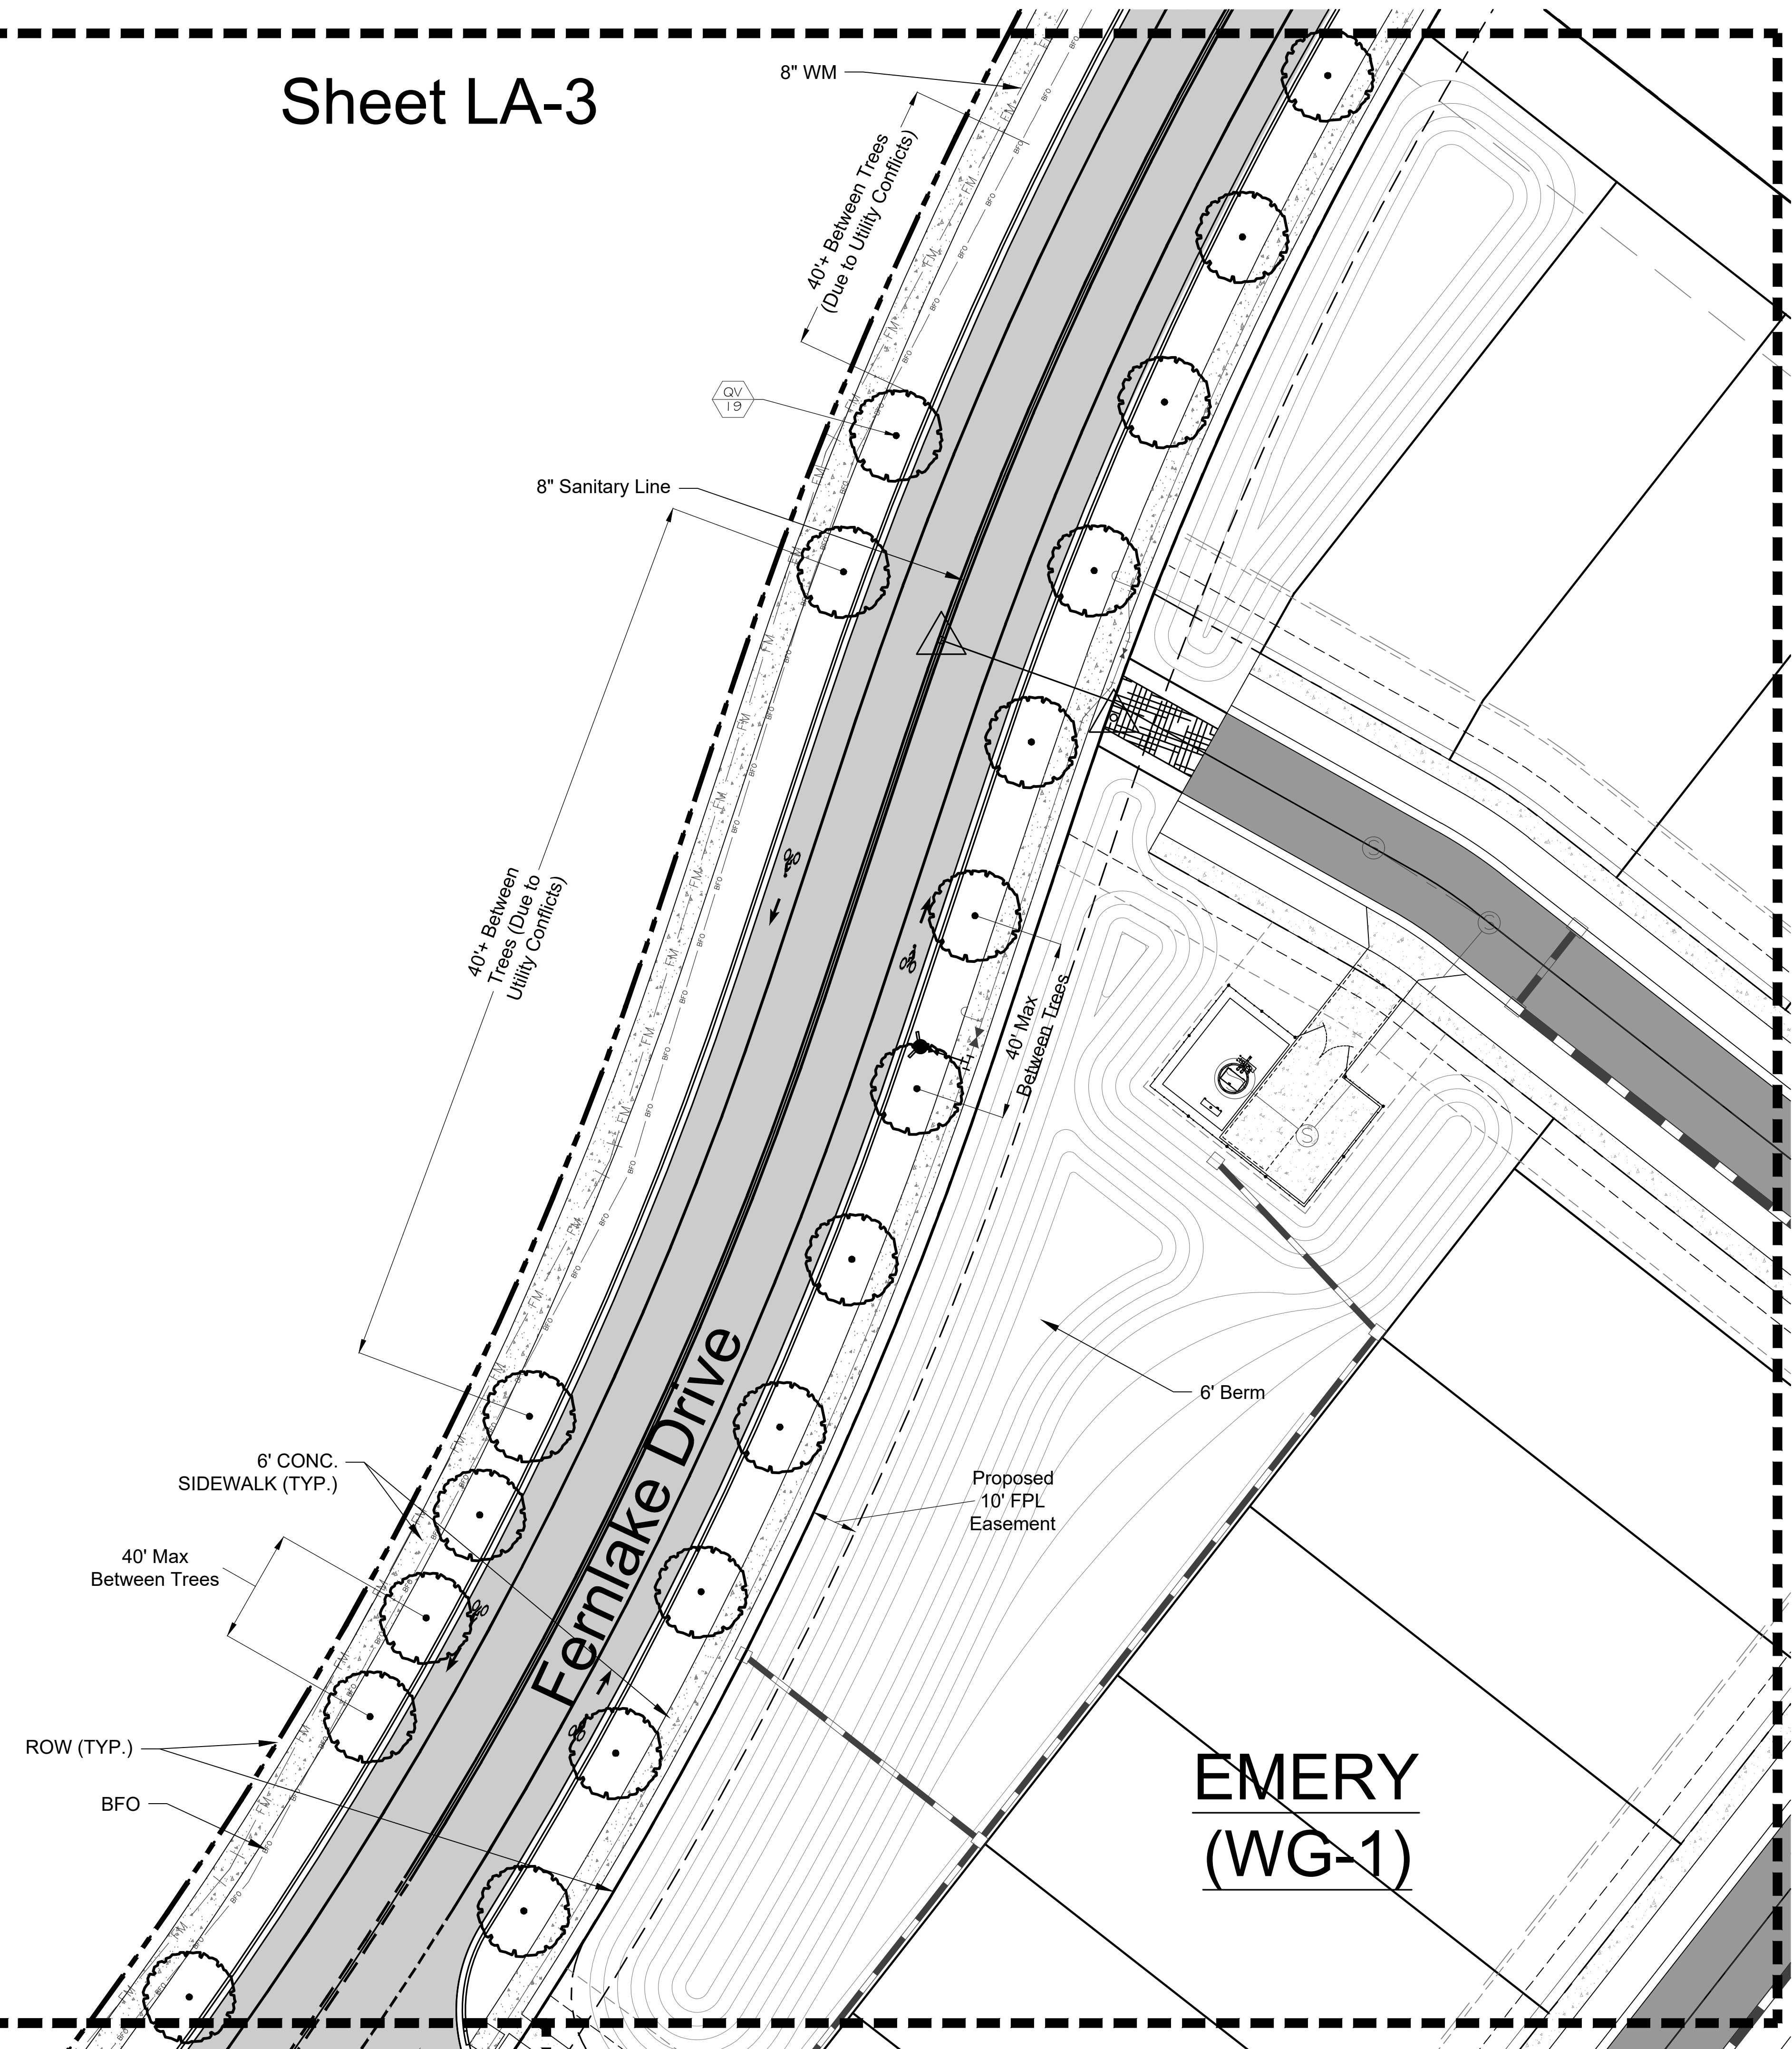 Sheet LA-3
8" WM
40'+ Between Trees
(Due to Utility Conflicts)
QV
19
8" Sanitary Line
40'+ Between
Trees (Due to
Utility Conflicts)
40' Max
Between Trees
6' Berm
Fernlake Drive
Proposed
10' FPL
Easement
6' CONC.
SIDEWALK (TYP.)
40' Max
Between Trees
ROW (TYP.)
BFO
EMERY
(WG-1)
FM
BFO
S